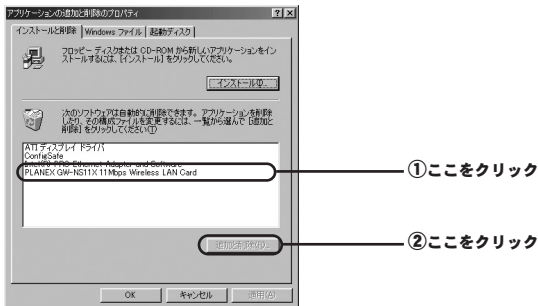 アプリケーションの追加と削除のプロパティ
インストールと削除 Windows ファイル 起動ディスク
フロッピー ディスクまたは CD-ROM から新しいアプリケーションをイン
ストールするには、[インストール] をクリックしてください。
インストール(I)...
次のソフトウェアは自動的に削除できます。アプリケーションを削除
したり、その構成ファイルを変更するには、一覧から選んで [追加と
削除] をクリックしてください(T)
ATI ディスプレイ ドライバ
ConfigSafe
Intel(R) PRO Ethernet Adapter and Software
PLANEX GW-NS11X 11Mbps Wireless LAN Card
①ここをクリック
追加と削除(R)...
②ここをクリック
OK キャンセル 適用(A)